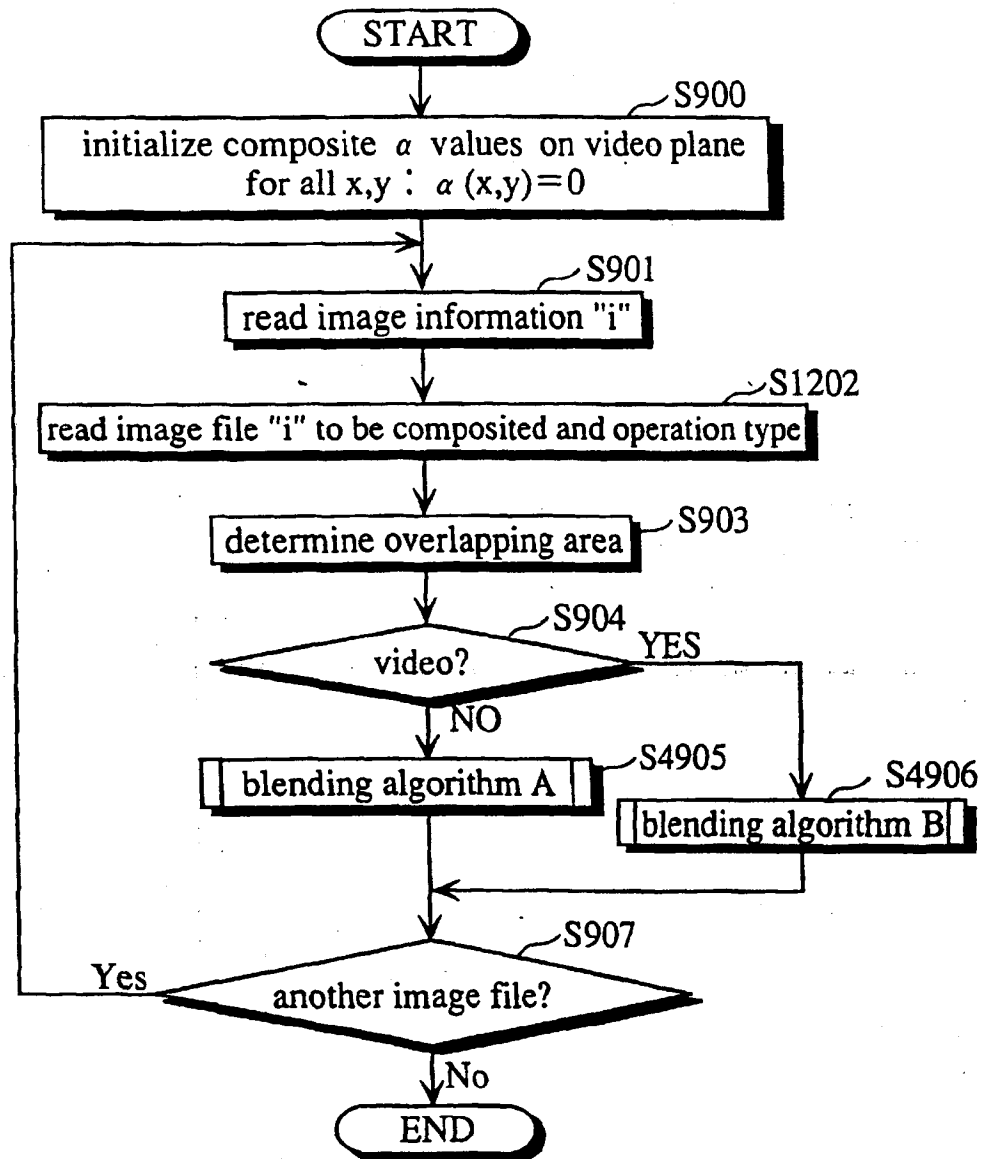 START
S900
initialize composite α values on video plane
for all x,y : α (x,y)=0
S901
read image information "i"
S1202
read image file "i" to be composited and operation type
S903
determine overlapping area
S904
video?
YES
NO
S4905
blending algorithm A
S4906
blending algorithm B
S907
another image file?
Yes
No
END